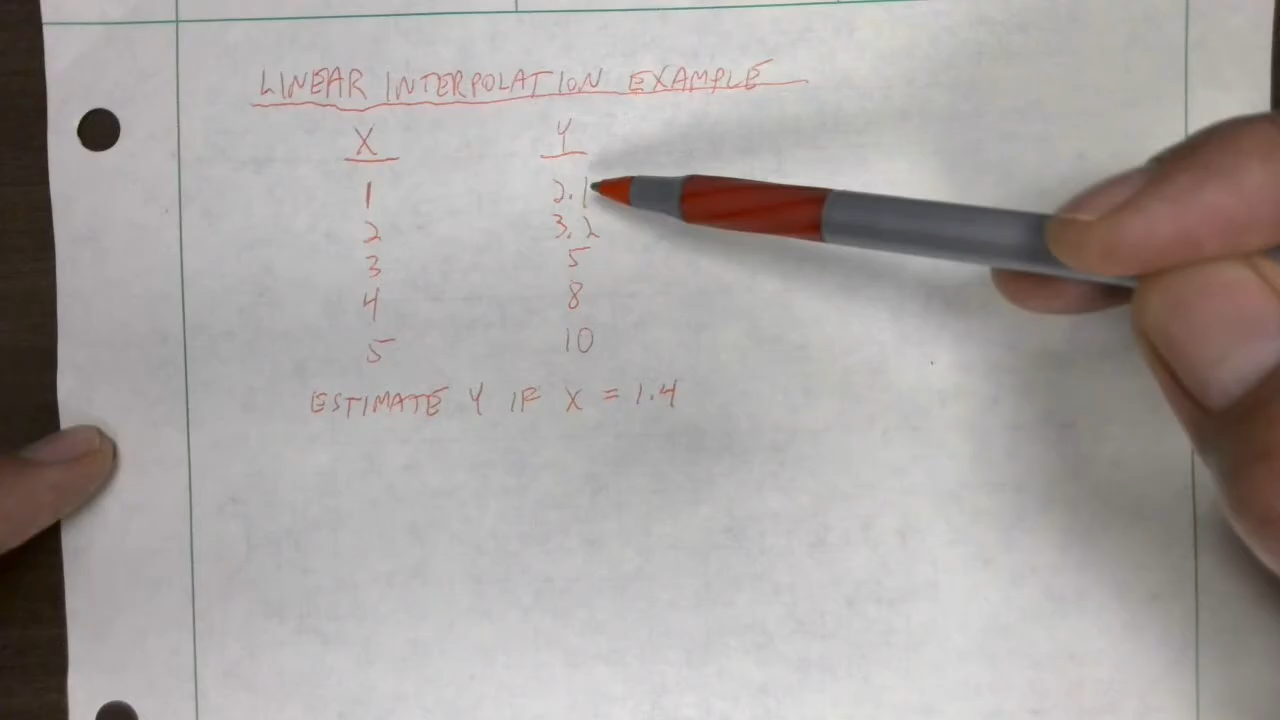 LINEAR INTERPOLATION EXAMPLE
X Y
1 2.1
2 3.2
3 5
4 8
5 10
ESTIMATE Y IF X = 1.4